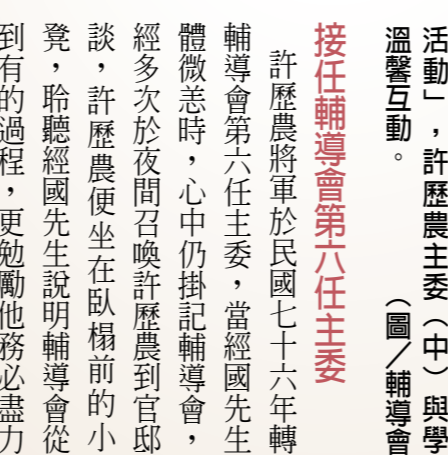 活動」，許歷農主委（中）與學
溫馨互動。（圖／輔導會
接任輔導會第六任主委
許歷農將軍於民國七十六年轉
輔導會第六任主委，當經國先生
體微恙時，心中仍掛記輔導會，
經多次於夜間召喚許歷農到官邸
談，許歷農便坐在臥榻前的小
凳，聆聽經國先生說明輔導會從
到有的過程，更勉勵他務必盡力